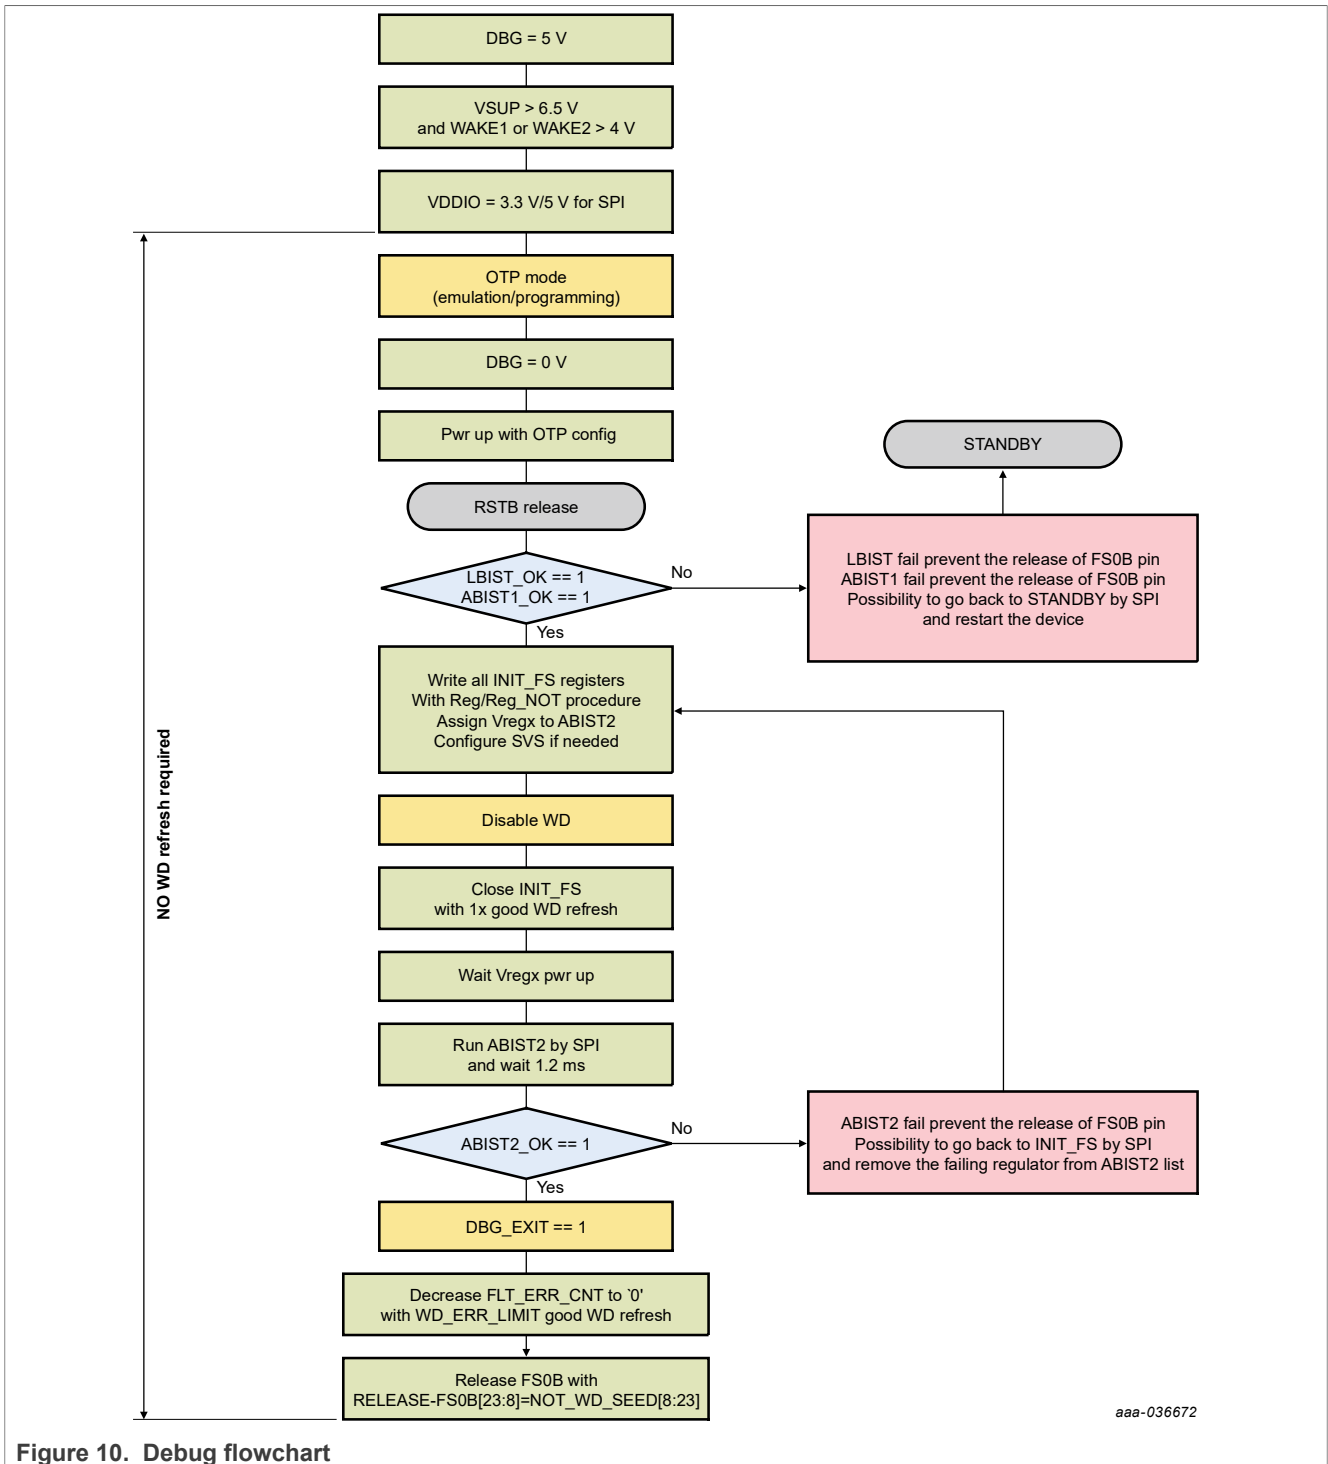 DBG = 5 V
VSUP > 6.5 V
and WAKE1 or WAKE2 > 4 V
VDDIO = 3.3 V/5 V for SPI
OTP mode
(emulation/programming)
DBG = 0 V
Pwr up with OTP config
STANDBY
RSTB release
LBIST_OK == 1
ABIST1_OK == 1
No
Yes
LBIST fail prevent the release of FS0B pin
ABIST1 fail prevent the release of FS0B pin
Possibility to go back to STANDBY by SPI
and restart the device
Write all INIT_FS registers
With Reg/Reg_NOT procedure
Assign Vregx to ABIST2
Configure SVS if needed
NO WD refresh required
Disable WD
Close INIT_FS
with 1x good WD refresh
Wait Vregx pwr up
Run ABIST2 by SPI
and wait 1.2 ms
ABIST2_OK == 1
No
Yes
ABIST2 fail prevent the release of FS0B pin
Possibility to go back to INIT_FS by SPI
and remove the failing regulator from ABIST2 list
DBG_EXIT == 1
Decrease FLT_ERR_CNT to `0'
with WD_ERR_LIMIT good WD refresh
Release FS0B with
RELEASE-FS0B[23:8]=NOT_WD_SEED[8:23]
aaa-036672
Figure 10. Debug flowchart